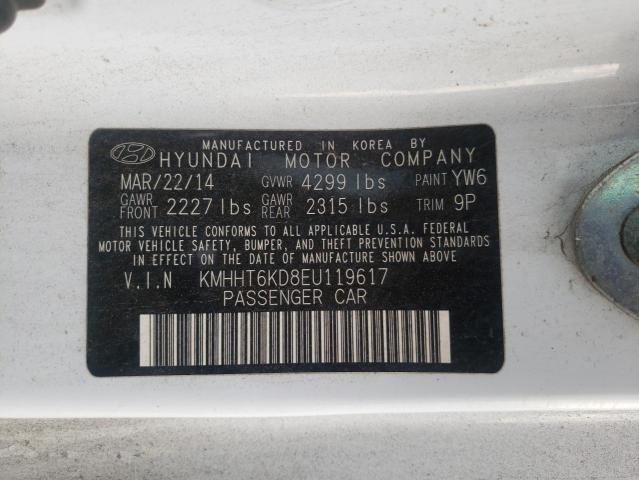 MANUFACTURED IN KOREA BY
HYUNDAI MOTOR COMPANY
MAR/22/14 GVWR 4299 lbs PAINT YW6
GAWR FRONT 2227 lbs GAWR REAR 2315 lbs TRIM 9P
THIS VEHICLE CONFORMS TO ALL APPLICABLE U.S.A. FEDERAL
MOTOR VEHICLE SAFETY, BUMPER, AND THEFT PREVENTION STANDARDS
IN EFFECT ON THE DATE OF MANUFACTURE SHOWN ABOVE
V.I.N KMHHT6KD8EU119617
PASSENGER CAR